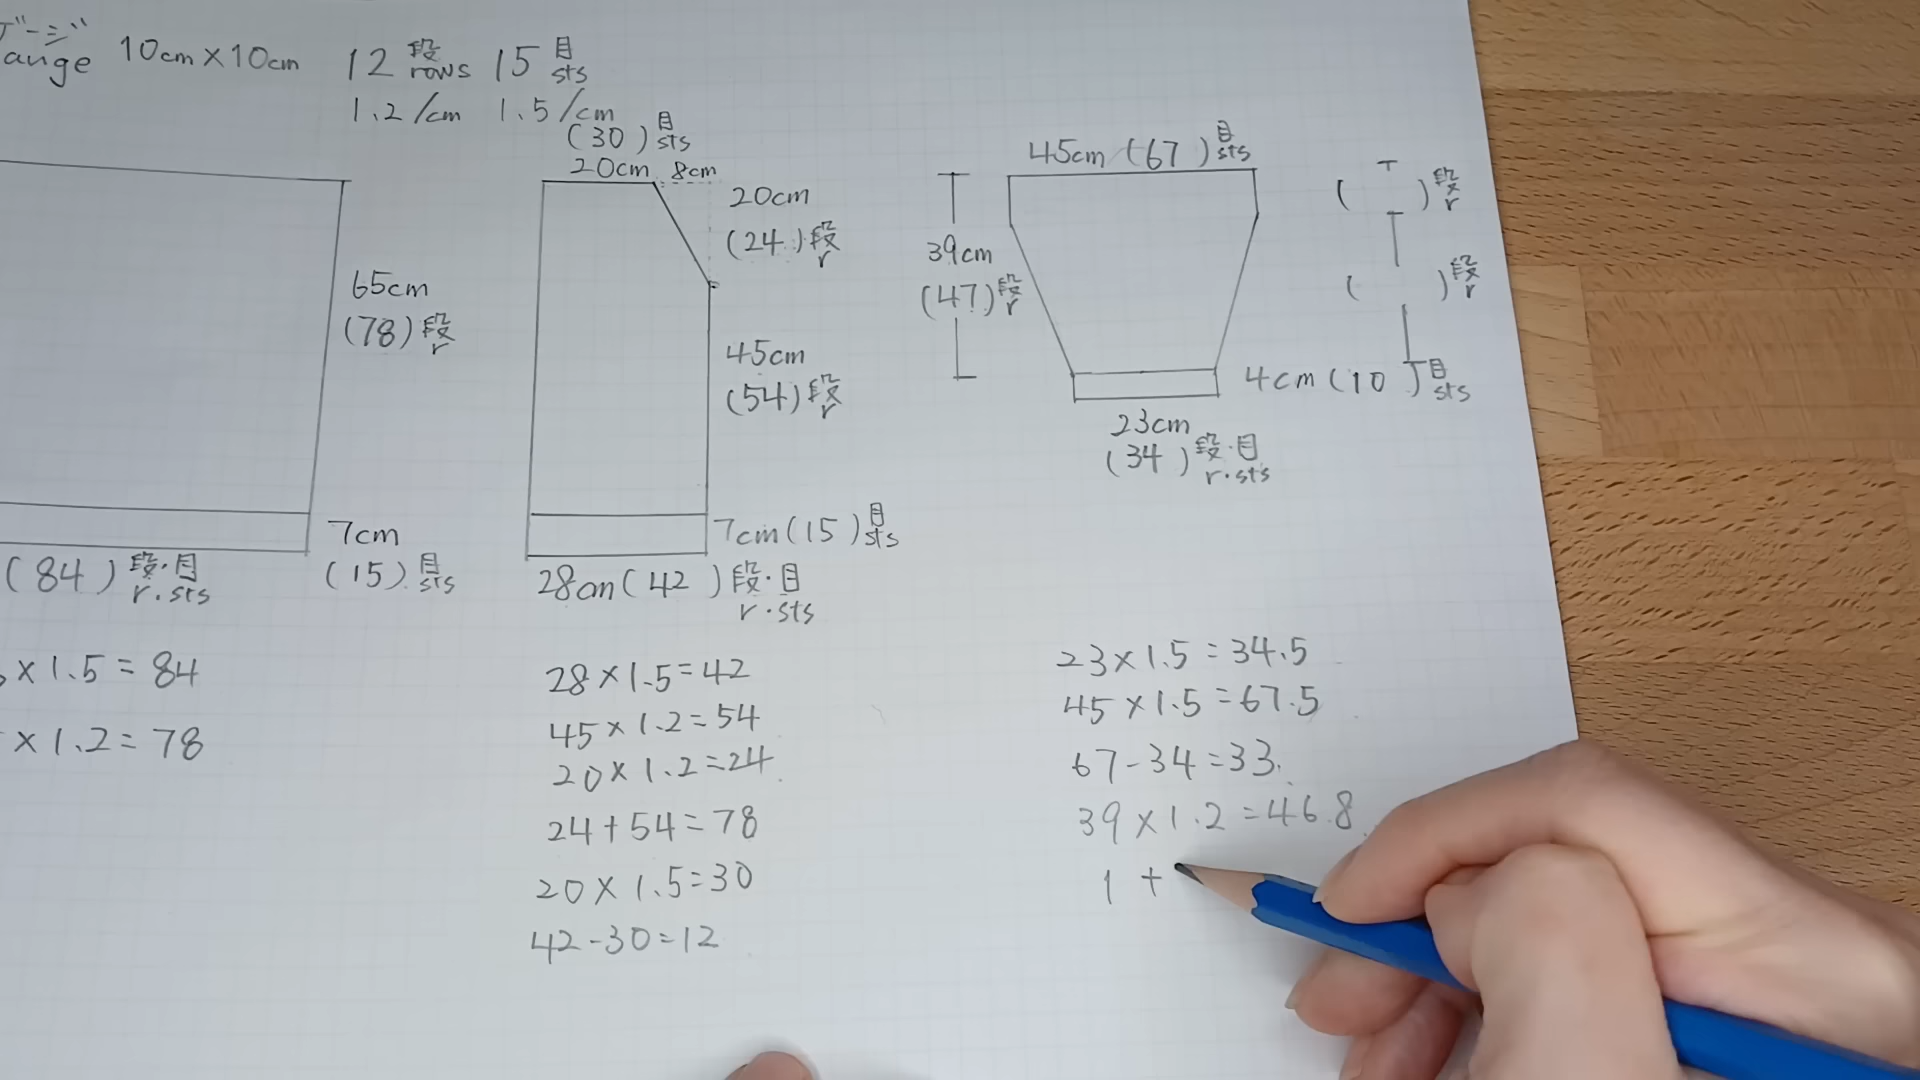 ゲージ
ange 10cm×10cm 12段 rows 15目 sts
1.2/cm 1.5/cm
65cm
(78)段 r
7cm
(15)目 sts
(84)段・目 r.sts
×1.5=84
×1.2=78
(30)目 sts
20cm 8cm
20cm
(24)段 r
45cm
(54)段 r
7cm(15)目 sts
28cm(42)段・目 r・sts
28×1.5=42
45×1.2=54
20×1.2=24
24+54=78
20×1.5=30
42-30=12
45cm(67)目 sts
39cm
(47)段 r
( )段 r
( )段 r
4cm(10)目 sts
23cm
(34)段・目 r.sts
23×1.5=34.5
45×1.5=67.5
67-34=33
39×1.2=46.8
1+